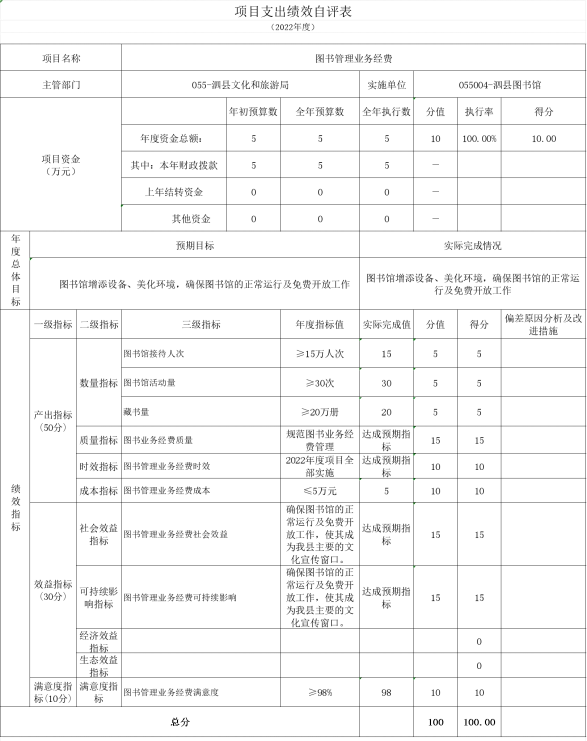 项目支出绩效自评表
（2022年度）
项目名称 图书管理业务经费
主管部门 055-泗县文化和旅游局 实施单位 055004-泗县图书馆
项目资金
（万元）
年初预算数 全年预算数 全年执行数 分值 执行率 得分
年度资金总额： 5 5 5 10 100.00% 10.00
其中：本年财政拨款 5 5 5 －
上年结转资金 0 0 0 －
其他资金 0 0 0 －
年度总体目标
预期目标 实际完成情况
图书馆增添设备、美化环境，确保图书馆的正常运行及免费开放工作
图书馆增添设备、美化环境，确保图书馆的正常运
行及免费开放工作
绩效指标
一级指标 二级指标 三级指标 年度指标值 实际完成值 分值 得分 偏差原因分析及改
进措施
产出指标
(50分)
数量指标
图书馆接待人次 ≥15万人次 15 5 5
图书馆活动量 ≥30次 30 5 5
藏书量 ≥20万册 20 5 5
质量指标 图书业务经费质量 规范图书业务经
费管理 达成预期指
标 15 15
时效指标 图书管理业务经费时效 2022年度项目全
部实施 达成预期指
标 10 10
成本指标 图书管理业务经费成本 ≤5万元 5 10 10
效益指标
(30分)
社会效益
指标 图书管理业务经费社会效益 确保图书馆的正
常运行及免费开
放工作，使其成
为我县主要的文
化宣传窗口。 达成预期指
标 15 15
可持续影
响指标 图书管理业务经费可持续影响 确保图书馆的正
常运行及免费开
放工作，使其成
为我县主要的文
化宣传窗口。 达成预期指
标 15 15
经济效益
指标 0
生态效益
指标 0
满意度指
标(10分) 满意度指
标 图书管理业务经费满意度 ≥98% 98 10 10
总分 100 100.00